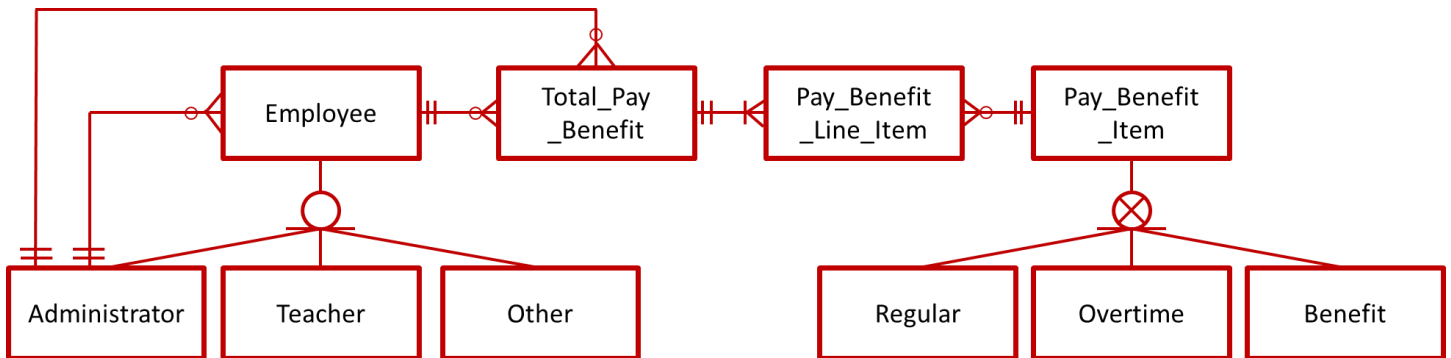 Employee
Total_Pay
_Benefit
Pay_Benefit
_Line_Item
Pay_Benefit
_Item
Administrator
Teacher
Other
Regular
Overtime
Benefit